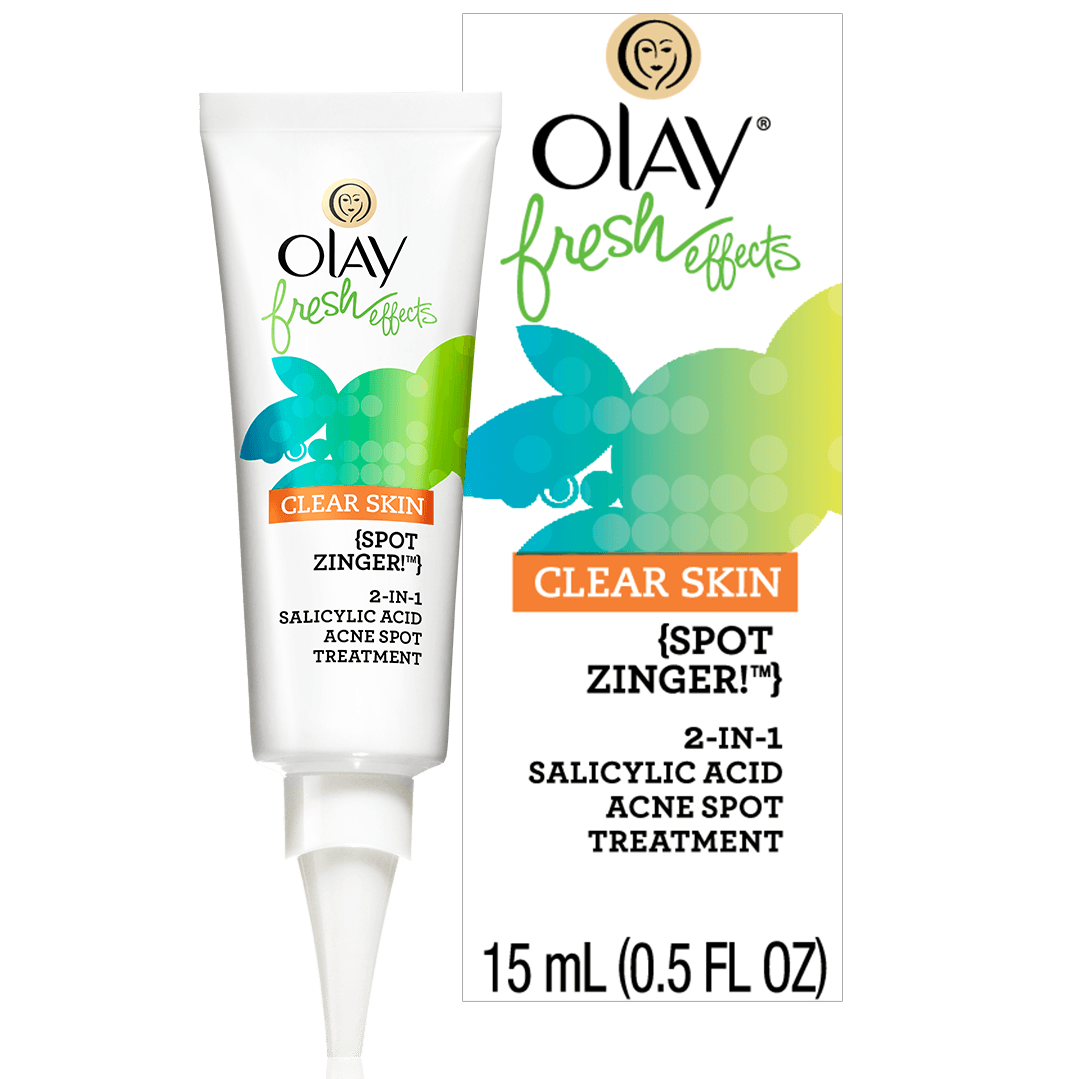 OLAY
fresh effects
CLEAR SKIN
{SPOT
ZINGER!™}
2-IN-1
SALICYLIC ACID
ACNE SPOT
TREATMENT
OLAY®
fresh effects
CLEAR SKIN
{SPOT
ZINGER!™}
2-IN-1
SALICYLIC ACID
ACNE SPOT
TREATMENT
15 mL (0.5 FL OZ)